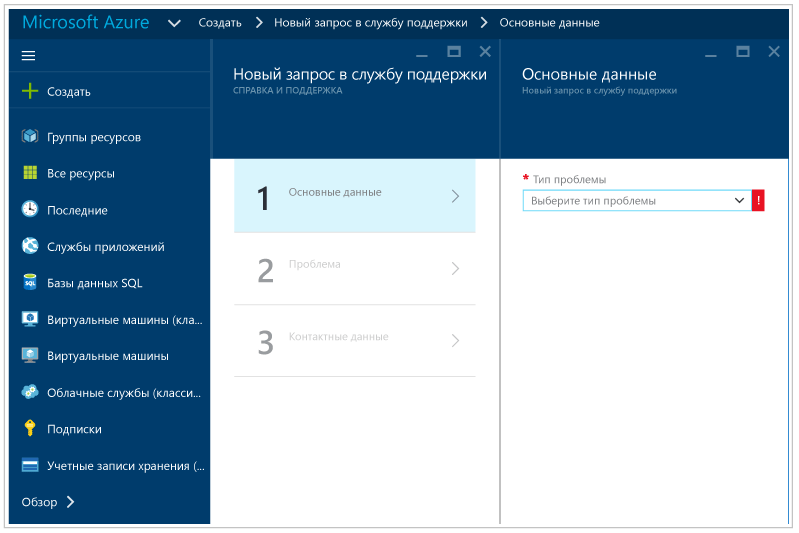 Microsoft Azure Создать Новый запрос в службу поддержки Основные данные
Создать
Группы ресурсов
Все ресурсы
Последние
Службы приложений
Базы данных SQL
Виртуальные машины (кла...
Виртуальные машины
Облачные службы (класси...
Подписки
Учетные записи хранения (...
Обзор
Новый запрос в службу поддержки
СПРАВКА И ПОДДЕРЖКА
1 Основные данные
2 Проблема
3 Контактные данные
Основные данные
Новый запрос в службу поддержки
* Тип проблемы
Выберите тип проблемы !